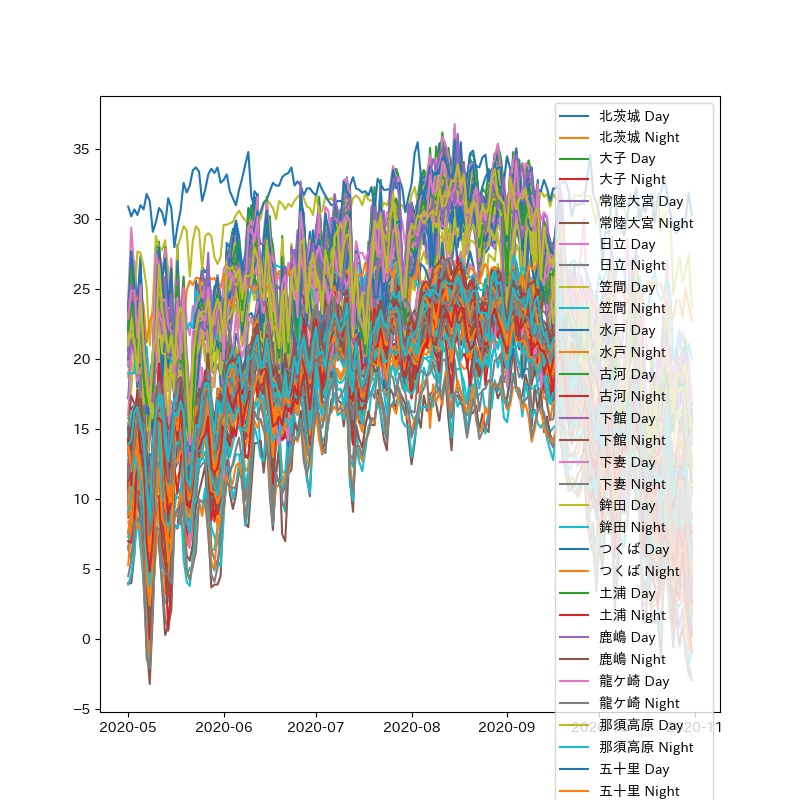 35
30
25
20
15
10
5
0
−5
2020-05 2020-06 2020-07 2020-08 2020-09 2020-11
北茨城 Day
北茨城 Night
大子 Day
大子 Night
常陸大宮 Day
常陸大宮 Night
日立 Day
日立 Night
笠間 Day
笠間 Night
水戸 Day
水戸 Night
古河 Day
古河 Night
下館 Day
下館 Night
下妻 Day
下妻 Night
鉾田 Day
鉾田 Night
つくば Day
つくば Night
土浦 Day
土浦 Night
鹿嶋 Day
鹿嶋 Night
龍ケ崎 Day
龍ケ崎 Night
那須高原 Day
那須高原 Night
五十里 Day
五十里 Night